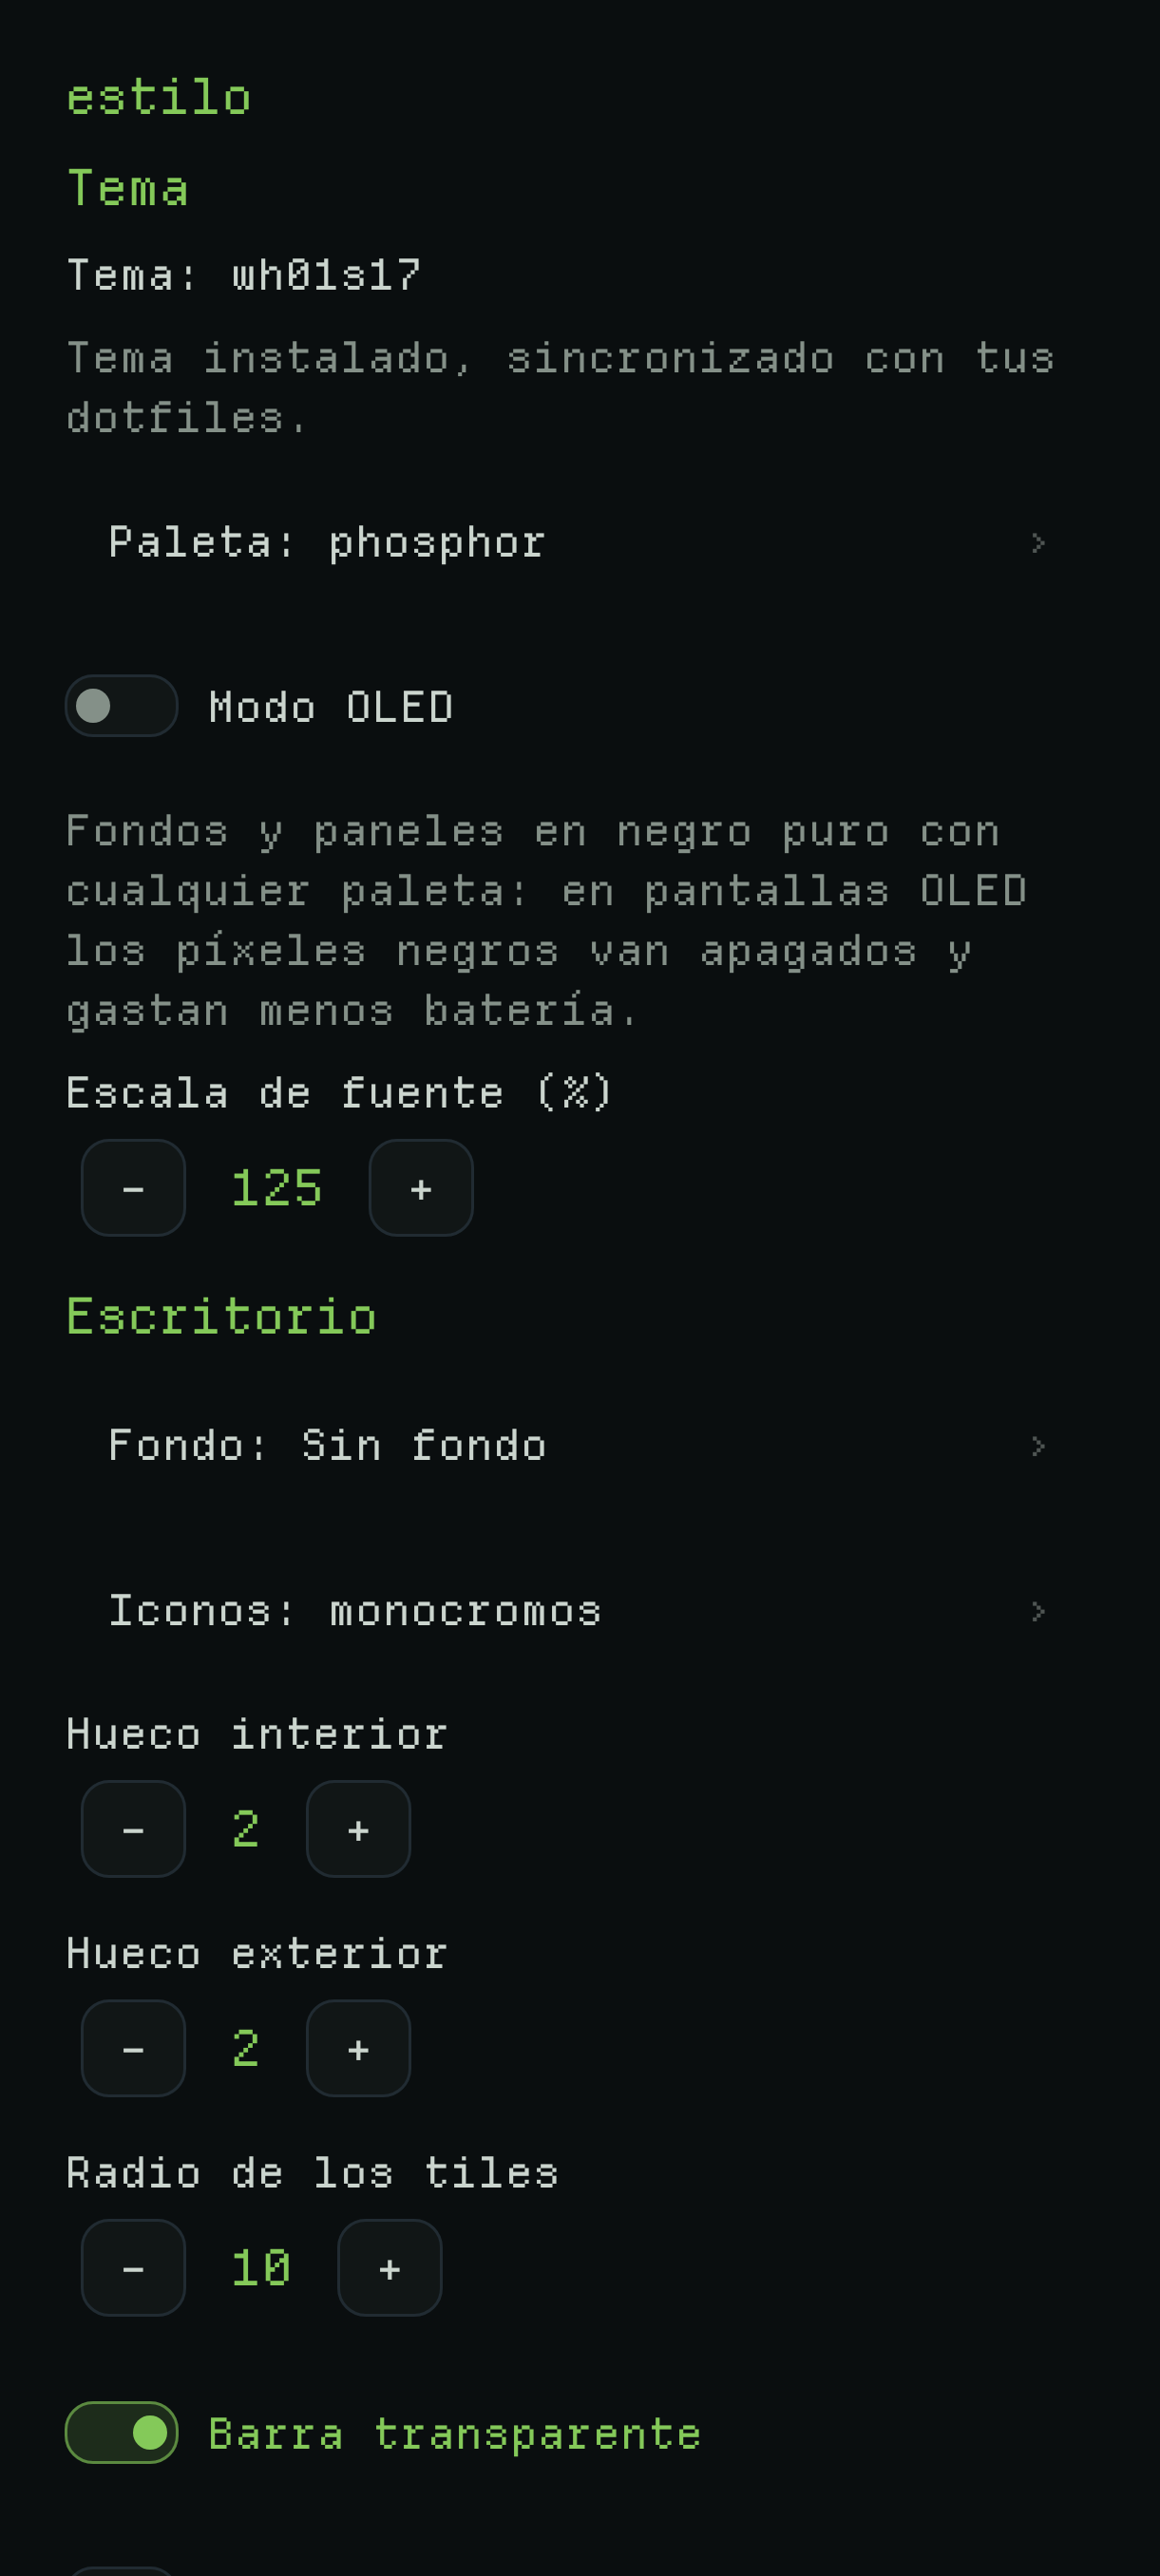 estilo
Tema
Tema: wh01s17
Tema instalado, sincronizado con tus
dotfiles.
Paleta: phosphor >
Modo OLED
Fondos y paneles en negro puro con
cualquier paleta: en pantallas OLED
los píxeles negros van apagados y
gastan menos batería.
Escala de fuente (%)
- 125 +
Escritorio
Fondo: Sin fondo >
Iconos: monocromos >
Hueco interior
- 2 +
Hueco exterior
- 2 +
Radio de los tiles
- 10 +
Barra transparente